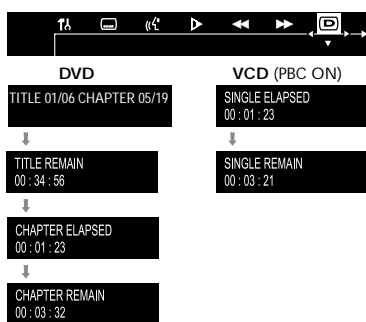 D
DVD
TITLE 01/06 CHAPTER 05/19
TITLE REMAIN
00 : 34 : 56
CHAPTER ELAPSED
00 : 01 : 23
CHAPTER REMAIN
00 : 03 : 32
VCD (PBC ON)
SINGLE ELAPSED
00 : 01 : 23
SINGLE REMAIN
00 : 03 : 21